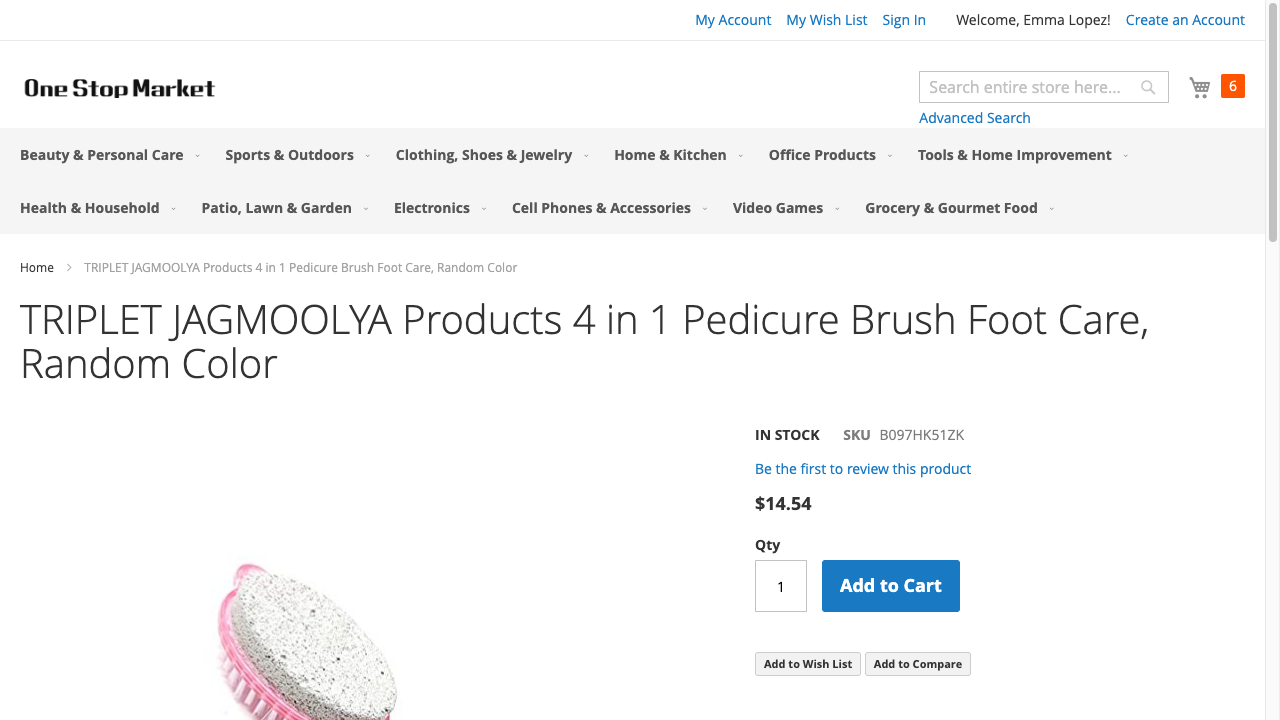 My Account My Wish List Sign In Welcome, Emma Lopez! Create an Account
One Stop Market
Search entire store here...
6
Advanced Search
Beauty & Personal Care Sports & Outdoors Clothing, Shoes & Jewelry Home & Kitchen Office Products Tools & Home Improvement
Health & Household Patio, Lawn & Garden Electronics Cell Phones & Accessories Video Games Grocery & Gourmet Food
Home TRIPLET JAGMOOLYA Products 4 in 1 Pedicure Brush Foot Care, Random Color
TRIPLET JAGMOOLYA Products 4 in 1 Pedicure Brush Foot Care,
Random Color
IN STOCK SKU B097HK51ZK
Be the first to review this product
$14.54
Qty
1 Add to Cart
Add to Wish List Add to Compare